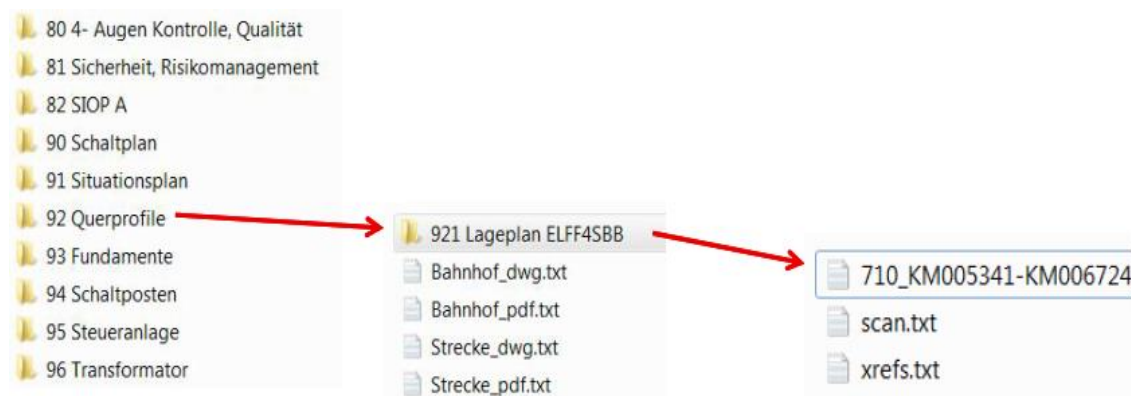 80 4- Augen Kontrolle, Qualität
81 Sicherheit, Risikomanagement
82 SIOP A
90 Schaltplan
91 Situationsplan
92 Querprofile
93 Fundamente
94 Schaltposten
95 Steueranlage
96 Transformator
921 Lageplan ELFF4SBB
Bahnhof_dwg.txt
Bahnhof_pdf.txt
Strecke_dwg.txt
Strecke_pdf.txt
710_KM005341-KM006724
scan.txt
xrefs.txt